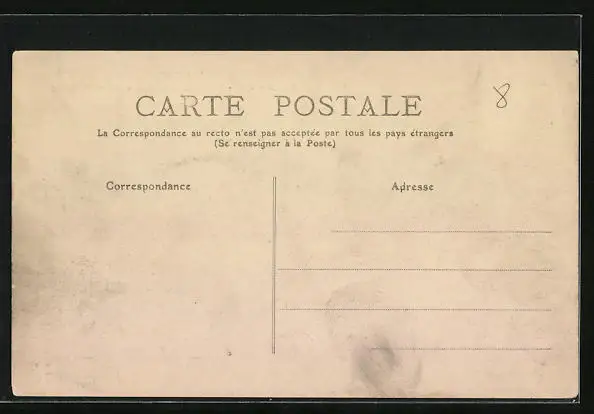 CARTE POSTALE
8
La Correspondance au recto n'est pas acceptée par tous les pays étrangers
(Se renseigner à la Poste)
Correspondance
Adresse